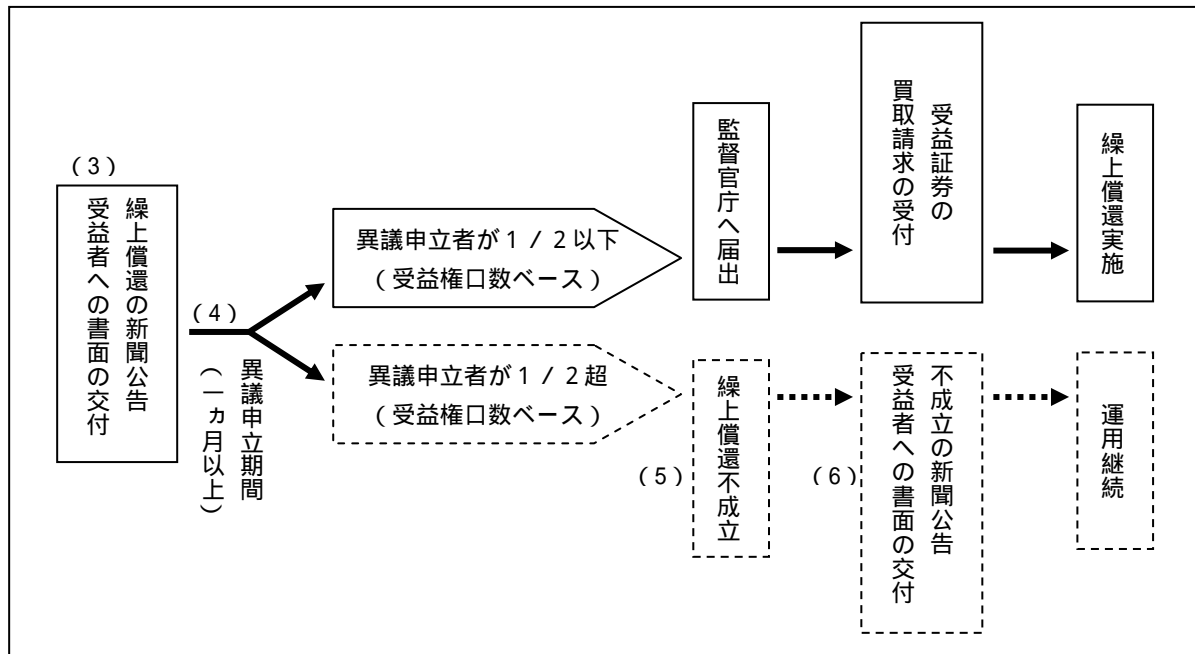 (3)
繰上償還の新聞公告
受益者への書面の交付
(4)
異議申立期間
(一ヵ月以上)
異議申立者が1/2以下
(受益権口数ベース)
監督官庁へ届出
受益証券の
買取請求の受付
繰上償還実施
異議申立者が1/2超
(受益権口数ベース)
(5)
繰上償還不成立
(6)
不成立の新聞公告
受益者への書面の交付
運用継続